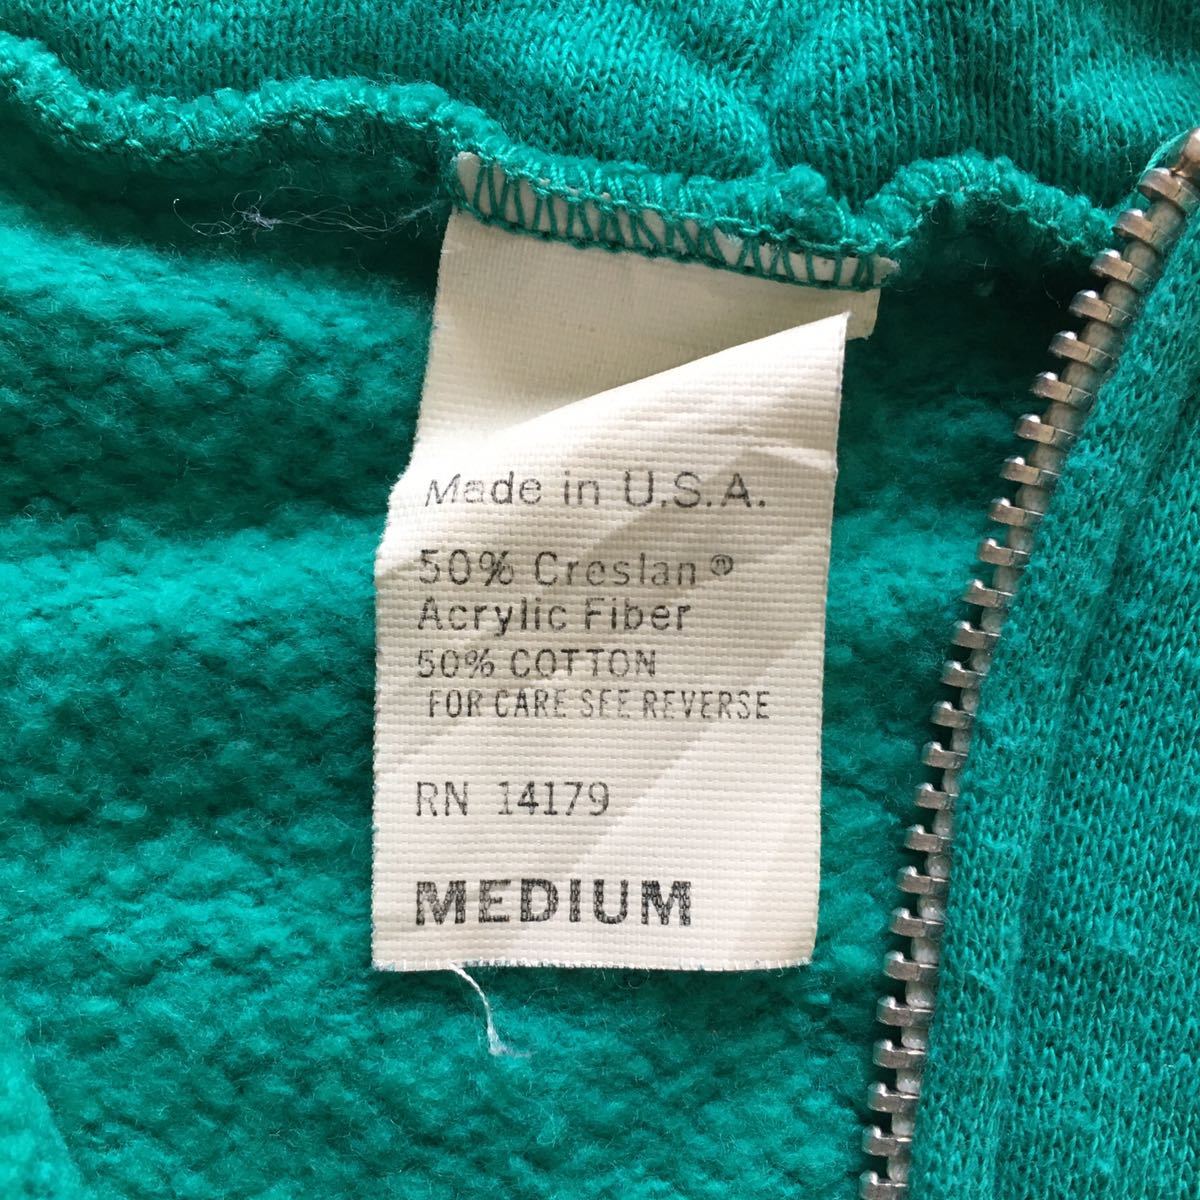 Made in U.S.A.
50% Creslan®
Acrylic Fiber
50% COTTON
FOR CARE SEE REVERSE
RN 14179
MEDIUM